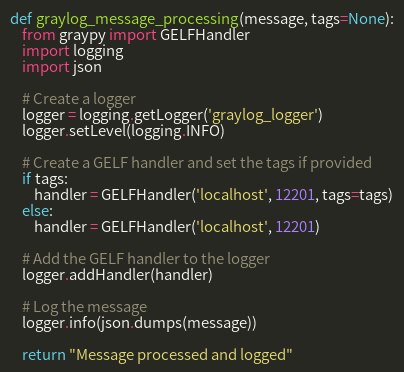 def graylog_message_processing(message, tags=None):
from graypy import GELFHandler
import logging
import json
# Create a logger
logger = logging.getLogger('graylog_logger')
logger.setLevel(logging.INFO)
# Create a GELF handler and set the tags if provided
if tags:
handler = GELFHandler('localhost', 12201, tags=tags)
else:
handler = GELFHandler('localhost', 12201)
# Add the GELF handler to the logger
logger.addHandler(handler)
# Log the message
logger.info(json.dumps(message))
return "Message processed and logged"